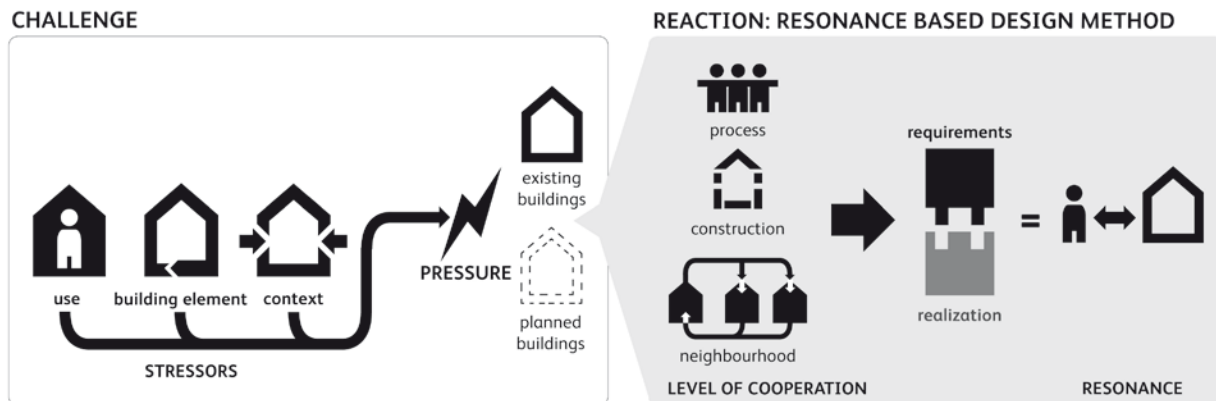 CHALLENGE
use
building element
context
STRESSORS
PRESSURE
existing
buildings
planned
buildings
REACTION: RESONANCE BASED DESIGN METHOD
process
construction
neighbourhood
LEVEL OF COOPERATION
requirements
=
realization
RESONANCE